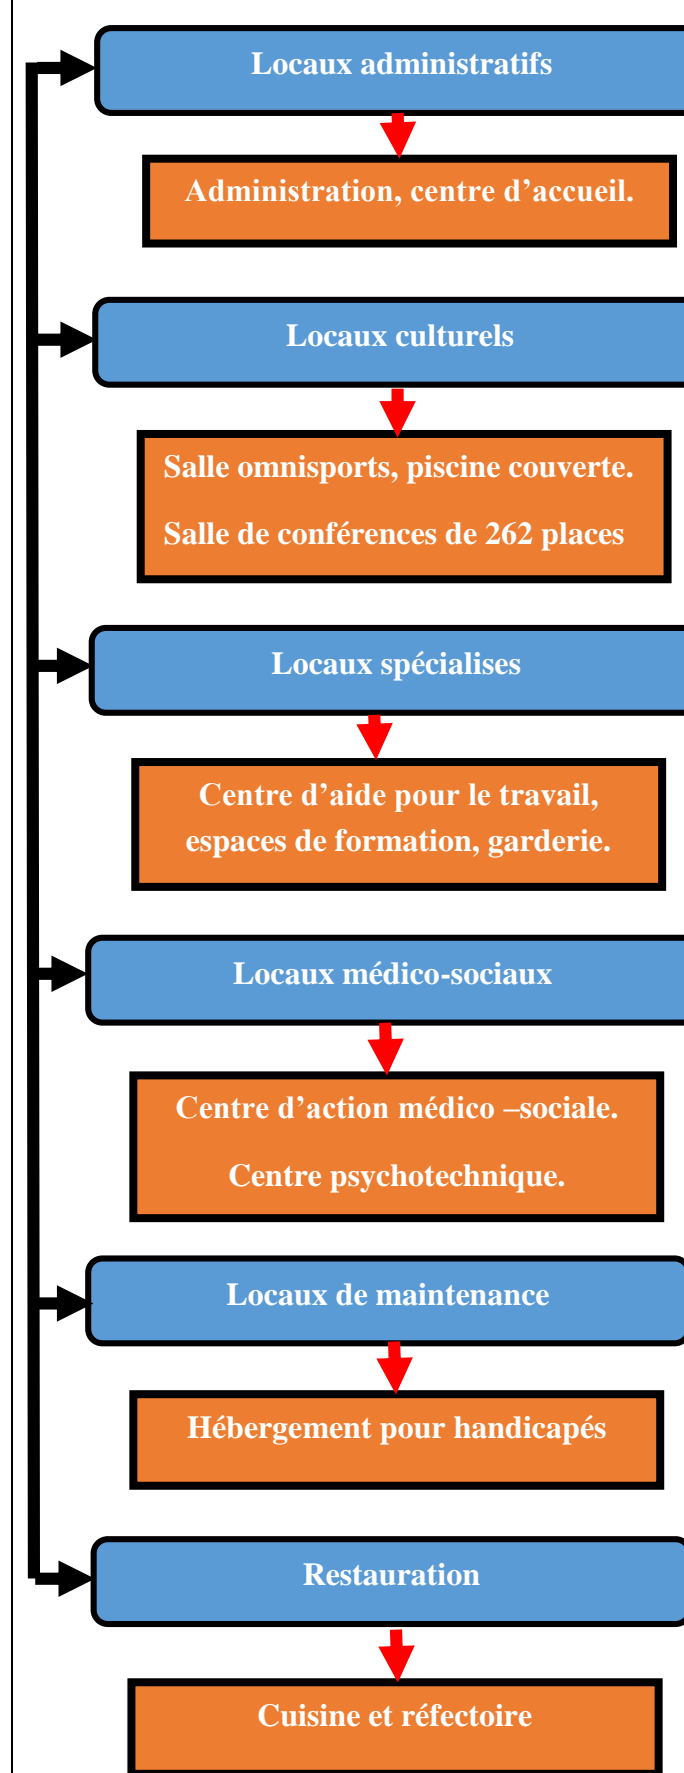 Locaux administratifs
Administration, centre d’accueil.
Locaux culturels
Salle omnisports, piscine couverte.
Salle de conférences de 262 places
Locaux spécialises
Centre d’aide pour le travail,
espaces de formation, garderie.
Locaux médico-sociaux
Centre d’action médico –sociale.
Centre psychotechnique.
Locaux de maintenance
Hébergement pour handicapés
Restauration
Cuisine et réfectoire